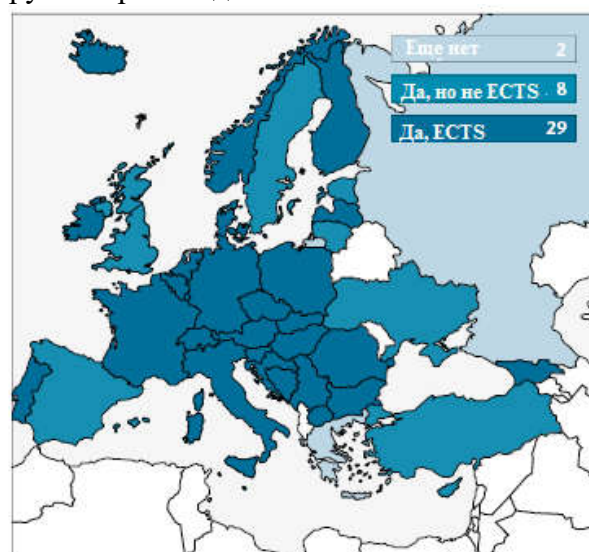 Еще нет 2
Да, но не ECTS 8
Да, ECTS 29